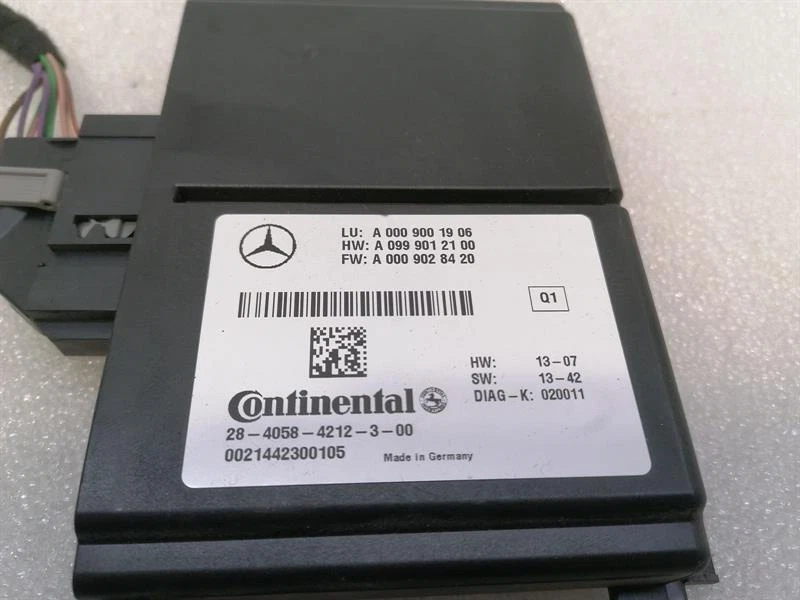 LU: A 000 900 19 06
HW: A 099 901 21 00
FW: A 000 902 84 20
Q1
HW: 13-07
SW: 13-42
DIAG-K: 020011
Continental
28-4058-4212-3-00
0021442300105
Made in Germany